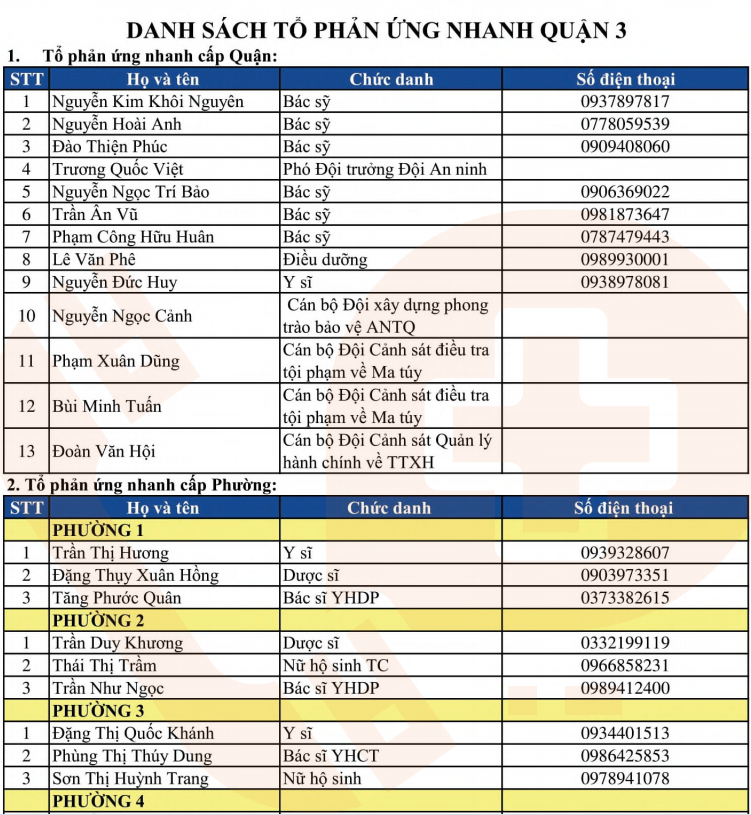 DANH SÁCH TỔ PHẢN ỨNG NHANH QUẬN 3
1. Tổ phản ứng nhanh cấp Quận:
STT Họ và tên Chức danh Số điện thoại
1 Nguyễn Kim Khôi Nguyên Bác sỹ 0937897817
2 Nguyễn Hoài Anh Bác sỹ 0778059539
3 Đào Thiện Phúc Bác sỹ 0909408060
4 Trương Quốc Việt Phó Đội trưởng Đội An ninh
5 Nguyễn Ngọc Trí Bảo Bác sỹ 0906369022
6 Trần Ân Vũ Bác sỹ 0981873647
7 Phạm Công Hữu Huân Bác sỹ 0787479443
8 Lê Văn Phê Điều dưỡng 0989930001
9 Nguyễn Đức Huy Y sĩ 0938978081
10 Nguyễn Ngọc Cảnh Cán bộ Đội xây dựng phong
trào bảo vệ ANTQ
11 Phạm Xuân Dũng Cán bộ Đội Cảnh sát điều tra
tội phạm về Ma túy
12 Bùi Minh Tuấn Cán bộ Đội Cảnh sát điều tra
tội phạm về Ma túy
13 Đoàn Văn Hội Cán bộ Đội Cảnh sát Quản lý
hành chính về TTXH
2. Tổ phản ứng nhanh cấp Phường:
STT Họ và tên Chức danh Số điện thoại
PHƯỜNG 1
1 Trần Thị Hương Y sĩ 0939328607
2 Đặng Thụy Xuân Hồng Dược sĩ 0903973351
3 Tăng Phước Quân Bác sĩ YHDP 0373382615
PHƯỜNG 2
1 Trần Duy Khương Dược sĩ 0332199119
2 Thái Thị Trầm Nữ hộ sinh TC 0966858231
3 Trần Như Ngọc Bác sĩ YHDP 0989412400
PHƯỜNG 3
1 Đặng Thị Quốc Khánh Y sĩ 0934401513
2 Phùng Thị Thúy Dung Bác sĩ YHCT 0986425853
3 Sơn Thị Huỳnh Trang Nữ hộ sinh 0978941078
PHƯỜNG 4